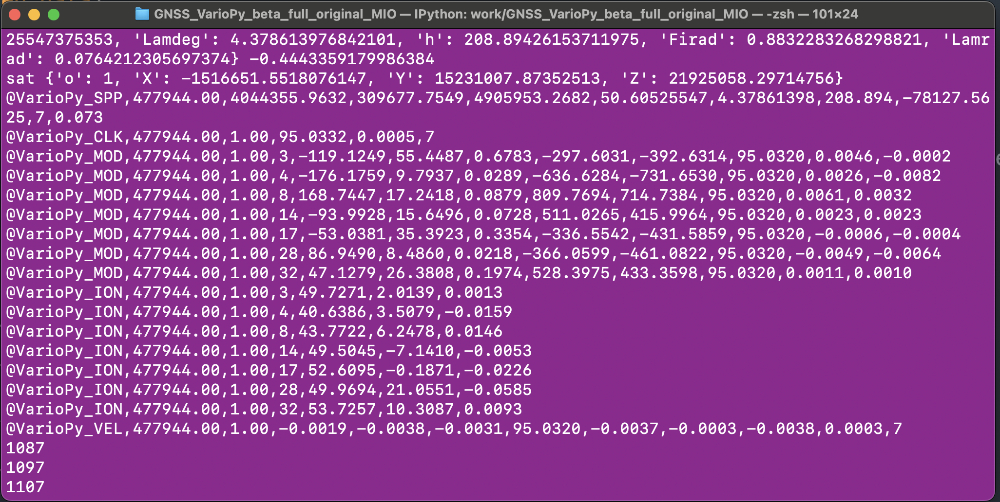 GNSS_VarioPy_beta_full_original_MIO — IPython: work/GNSS_VarioPy_beta_full_original_MIO — -zsh — 101×24
25547375353, 'Lamdeg': 4.378613976842101, 'h': 208.89426153711975, 'Firad': 0.8832283268298821, 'Lamr
ad': 0.0764212305697374} -0.4443359179986384
sat {'o': 1, 'X': -1516651.5518076147, 'Y': 15231007.87352513, 'Z': 21925058.29714756}
@VarioPy_SPP,477944.00,4044355.9632,309677.7549,4905953.2682,50.60525547,4.37861398,208.894,-78127.56
25,7,0.073
@VarioPy_CLK,477944.00,1.00,95.0332,0.0005,7
@VarioPy_MOD,477944.00,1.00,3,-119.1249,55.4487,0.6783,-297.6031,-392.6314,95.0320,0.0046,-0.0002
@VarioPy_MOD,477944.00,1.00,4,-176.1759,9.7937,0.0289,-636.6284,-731.6530,95.0320,0.0026,-0.0082
@VarioPy_MOD,477944.00,1.00,8,168.7447,17.2418,0.0879,809.7694,714.7384,95.0320,0.0061,0.0032
@VarioPy_MOD,477944.00,1.00,14,-93.9928,15.6496,0.0728,511.0265,415.9964,95.0320,0.0023,0.0023
@VarioPy_MOD,477944.00,1.00,17,-53.0381,35.3923,0.3354,-336.5542,-431.5859,95.0320,-0.0006,-0.0004
@VarioPy_MOD,477944.00,1.00,28,86.9490,8.4860,0.0218,-366.0599,-461.0822,95.0320,-0.0049,-0.0064
@VarioPy_MOD,477944.00,1.00,32,47.1279,26.3808,0.1974,528.3975,433.3598,95.0320,0.0011,0.0010
@VarioPy_ION,477944.00,1.00,3,49.7271,2.0139,0.0013
@VarioPy_ION,477944.00,1.00,4,40.6386,3.5079,-0.0159
@VarioPy_ION,477944.00,1.00,8,43.7722,6.2478,0.0146
@VarioPy_ION,477944.00,1.00,14,49.5045,-7.1410,-0.0053
@VarioPy_ION,477944.00,1.00,17,52.6095,-0.1871,-0.0226
@VarioPy_ION,477944.00,1.00,28,49.9694,21.0551,-0.0585
@VarioPy_ION,477944.00,1.00,32,53.7257,10.3087,0.0093
@VarioPy_VEL,477944.00,1.00,-0.0019,-0.0038,-0.0031,95.0320,-0.0037,-0.0003,-0.0038,0.0003,7
1087
1097
1107